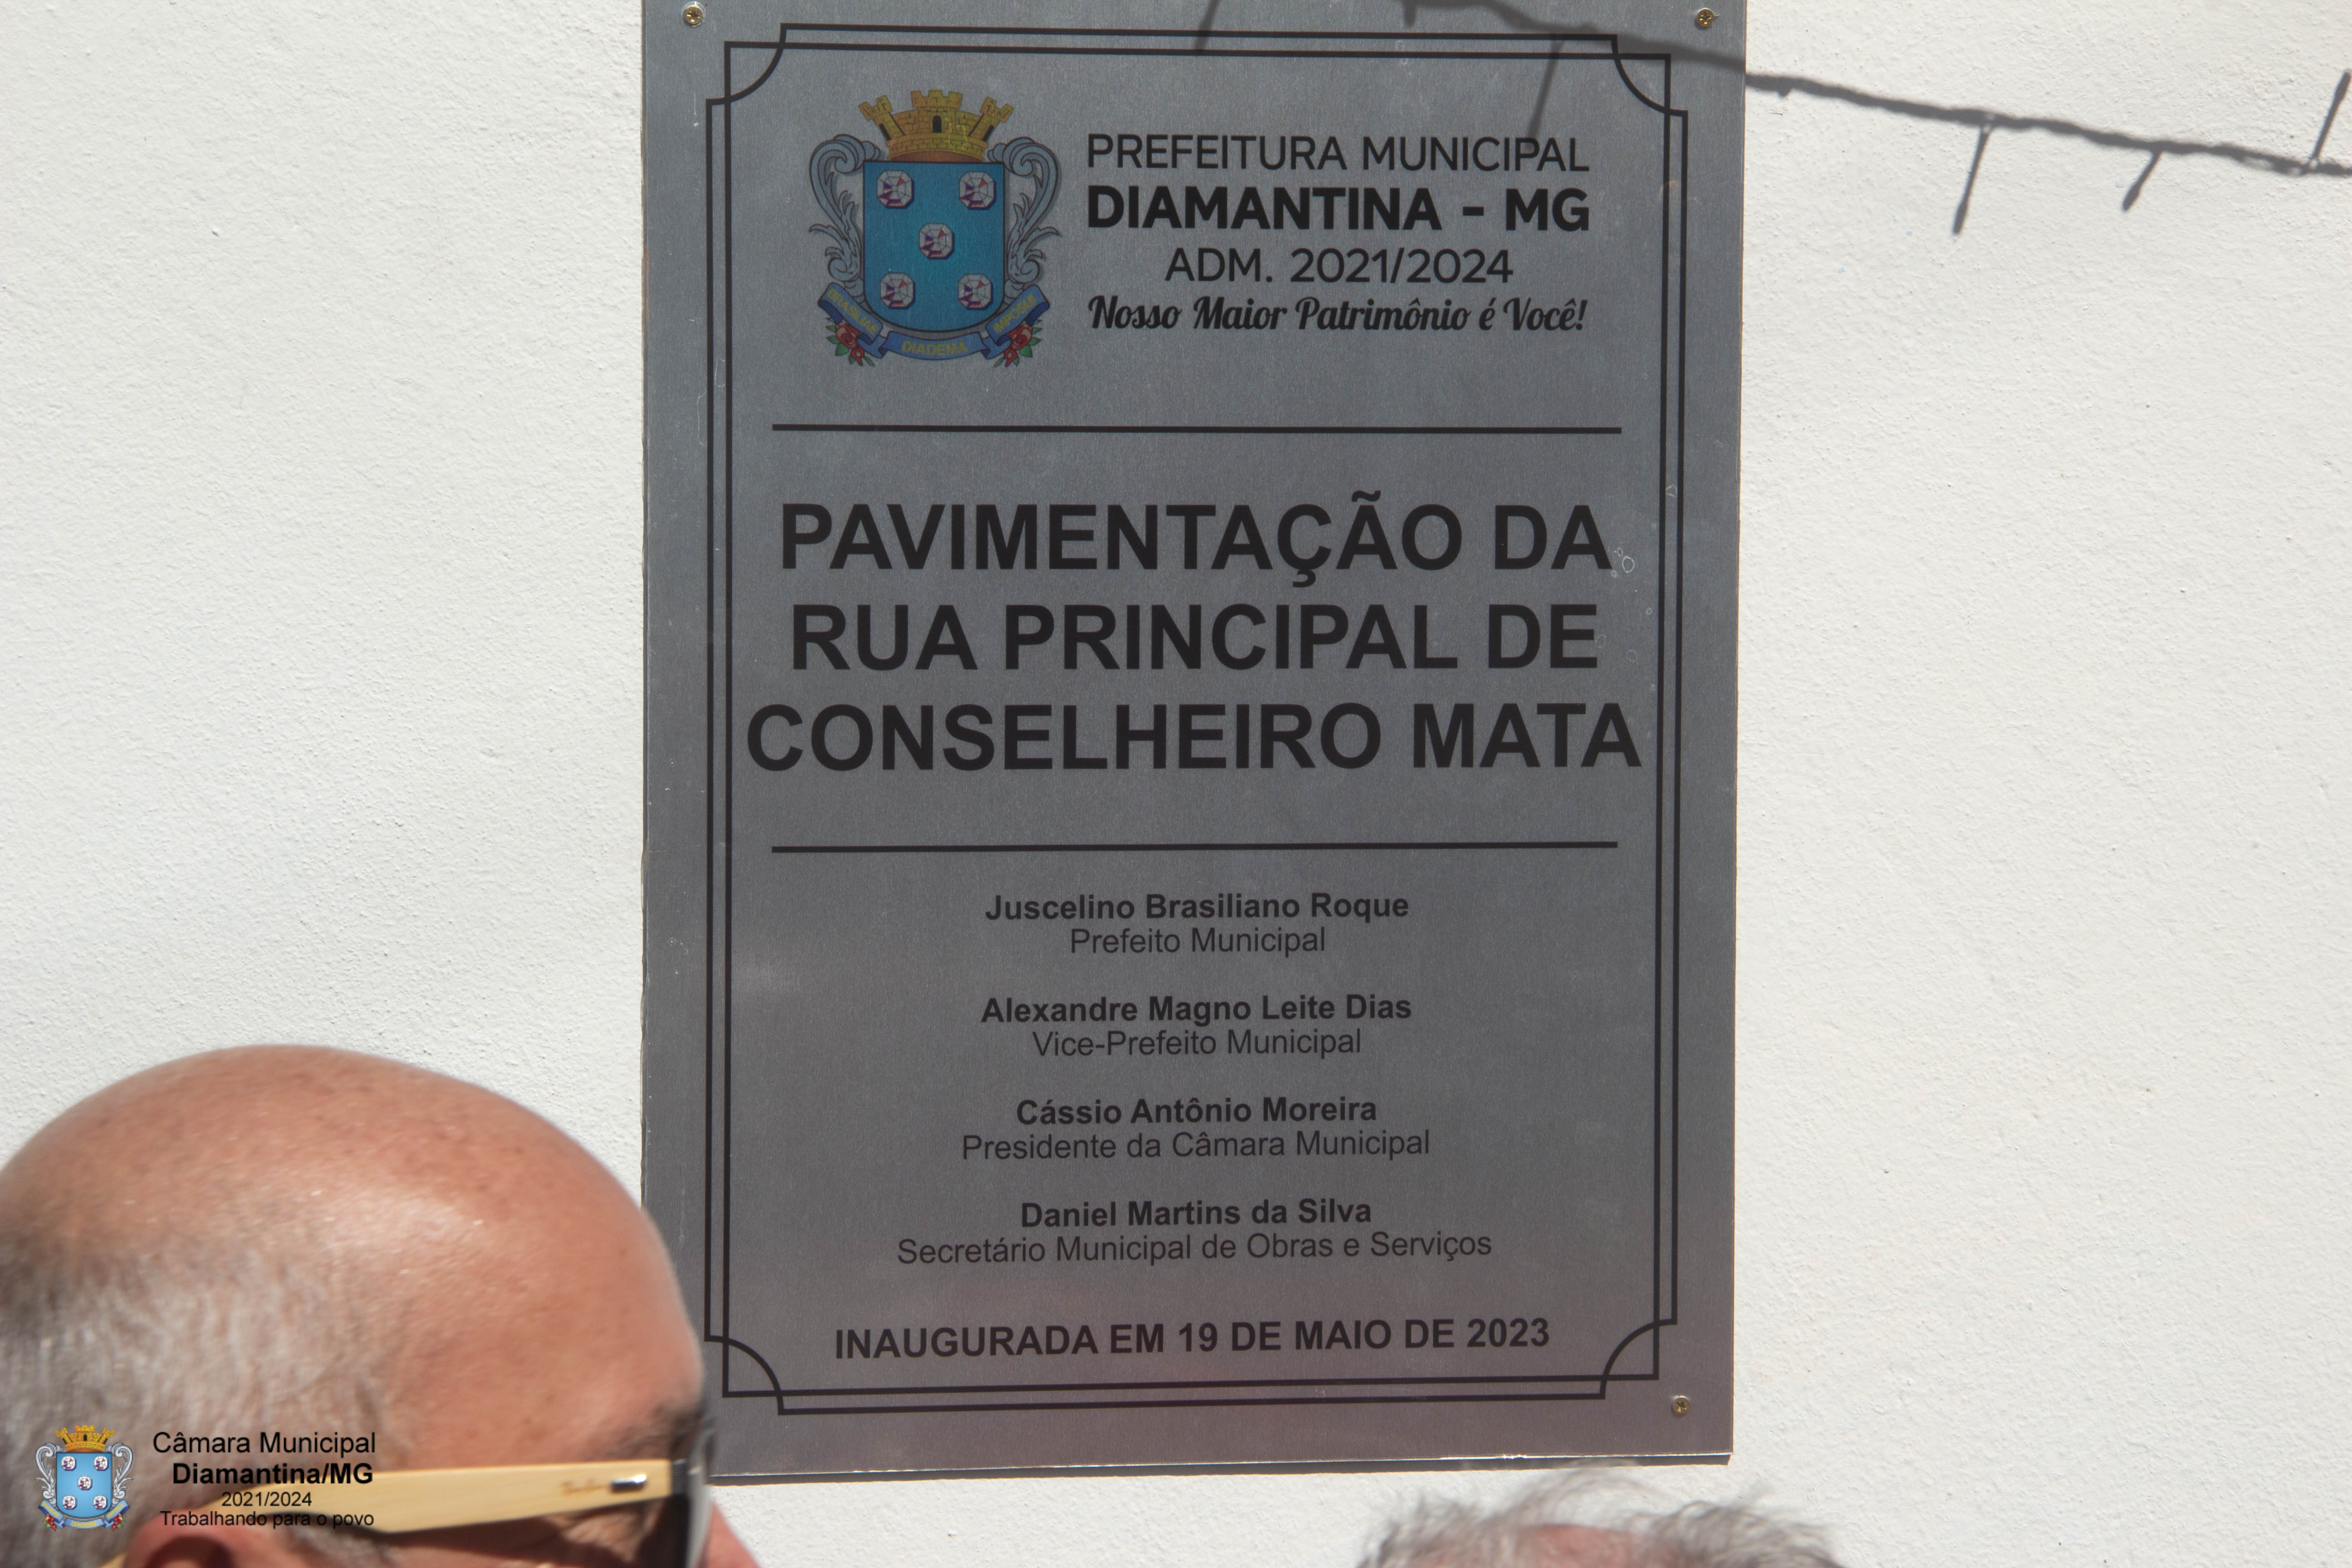 PREFEITURA MUNICIPAL
DIAMANTINA - MG
ADM. 2021/2024
Nosso Maior Patrimônio é Você!
DIADEMA
PAVIMENTAÇÃO DA
RUA PRINCIPAL DE
CONSELHEIRO MATA
Juscelino Brasiliano Roque
Prefeito Municipal
Alexandre Magno Leite Dias
Vice-Prefeito Municipal
Cássio Antônio Moreira
Presidente da Câmara Municipal
Daniel Martins da Silva
Secretário Municipal de Obras e Serviços
INAUGURADA EM 19 DE MAIO DE 2023
Câmara Municipal
Diamantina/MG
2021/2024
Trabalhando para o povo